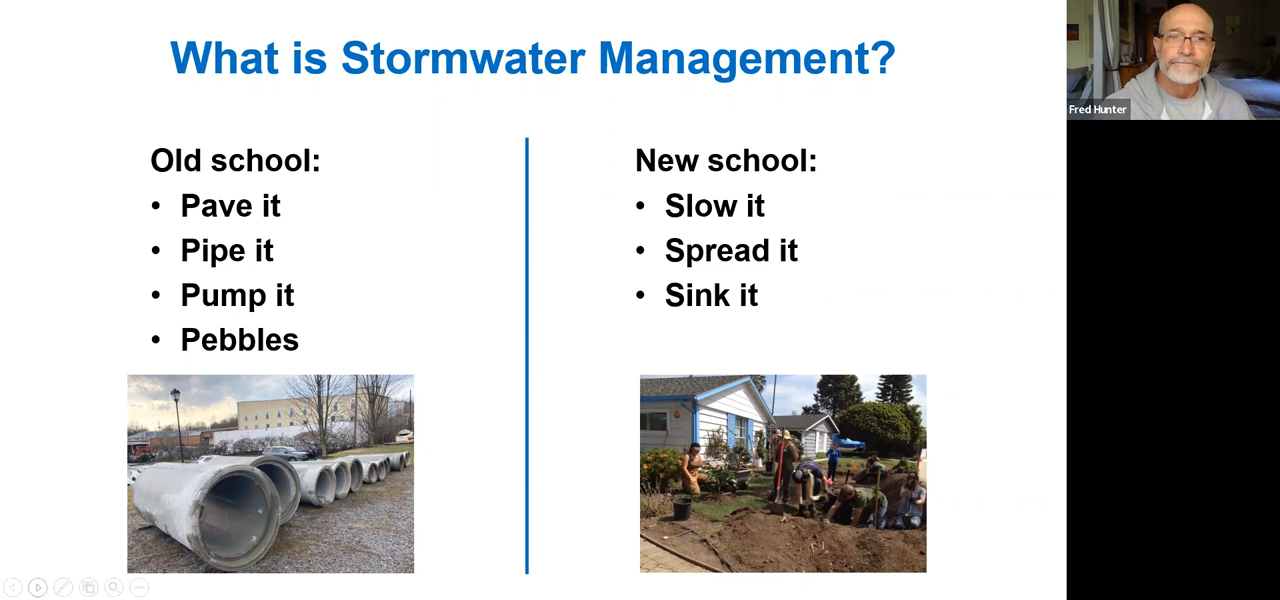 What is Stormwater Management?
Old school:
• Pave it
• Pipe it
• Pump it
• Pebbles
New school:
• Slow it
• Spread it
• Sink it
Fred Hunter